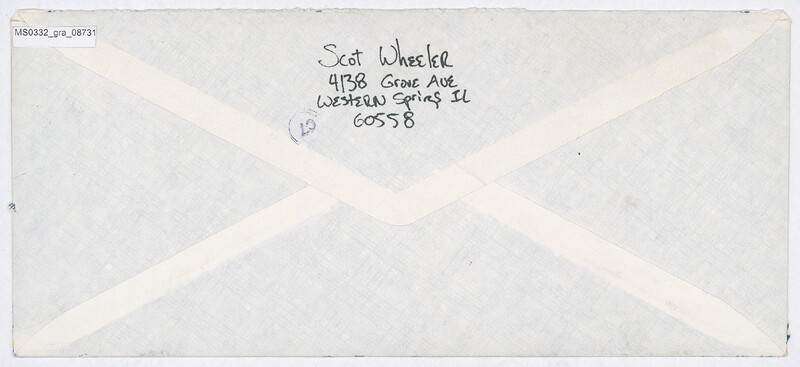 MS0332_gra_08731
Scot Wheeler
4138 Grove Ave
Western Springs IL
60558